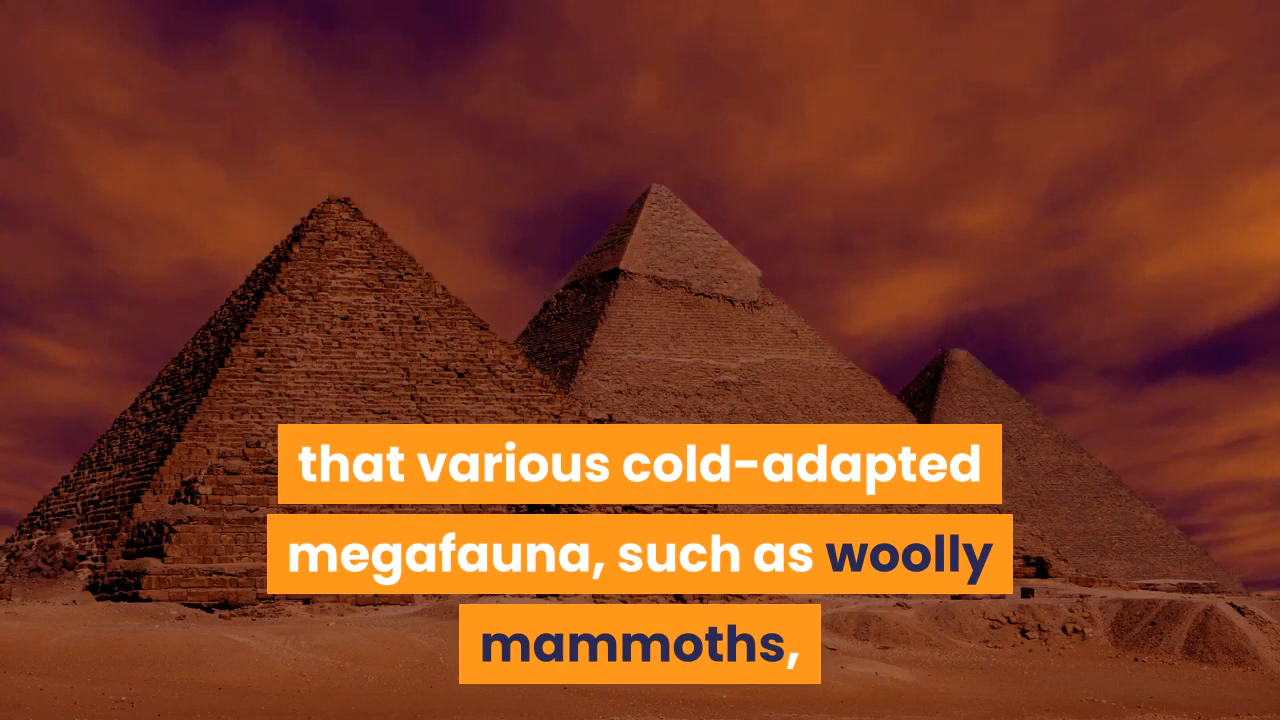 that various cold-adapted
megafauna, such as woolly
mammoths,